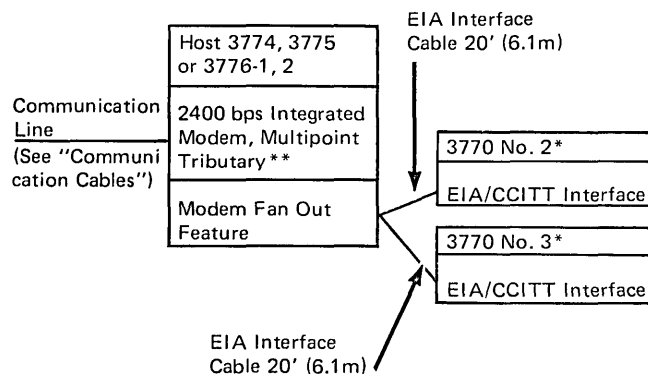 EIA Interface
Cable 20' (6.1m)
Host 3774, 3775
or 3776-1, 2
Communication
Line
(See "Communi
cation Cables")
2400 bps Integrated
Modem, Multipoint
Tributary**
Modem Fan Out
Feature
3770 No. 2*
EIA/CCITT Interface
3770 No. 3*
EIA/CCITT Interface
EIA Interface
Cable 20' (6.1m)